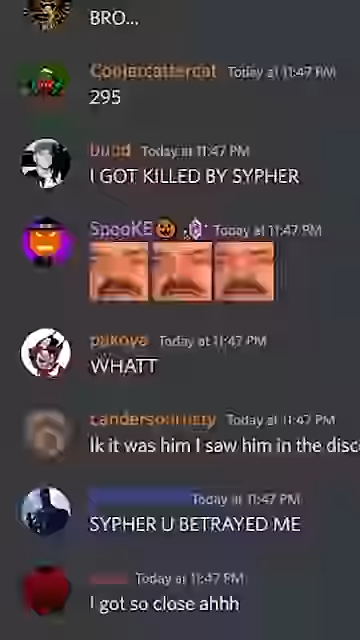 BRO...
Coolercattercat Today at 11:47 PM
295
Today at 11:47 PM
I GOT KILLED BY SYPHER
SpooKE Today at 11:47 PM
pakoya Today at 11:47 PM
WHATT
Today at 11:47 PM
Ik it was him I saw him in the disc
Today at 11:47 PM
SYPHER U BETRAYED ME
Today at 11:47 PM
I got so close ahhh